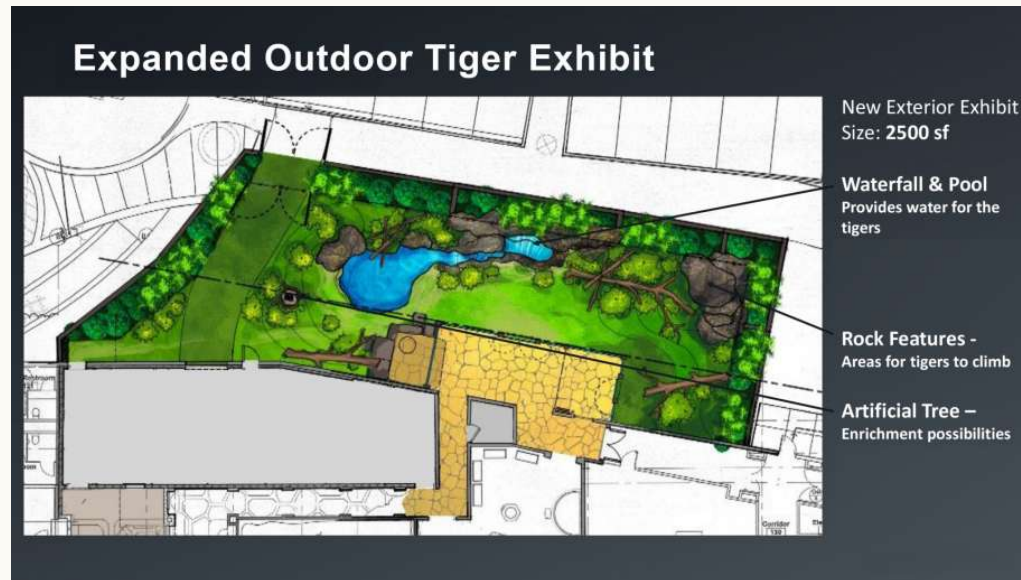 Expanded Outdoor Tiger Exhibit
New Exterior Exhibit
Size: 2500 sf
Waterfall & Pool
Provides water for the
tigers
Rock Features -
Areas for tigers to climb
Artificial Tree –
Enrichment possibilities
Corridor
130